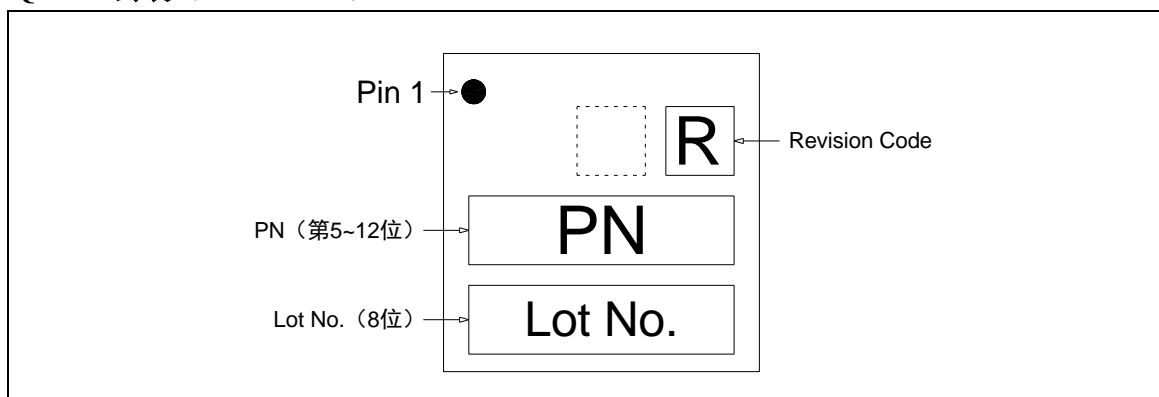 Pin 1
R
Revision Code
PN（第5~12位）
PN
Lot No.（8位）
Lot No.